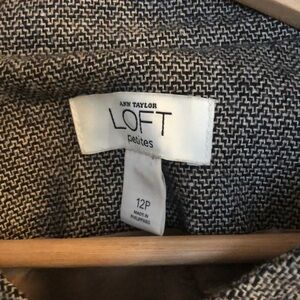 ANN TAYLOR
LOFT
petites
12P
MADE IN
PHILIPPINES